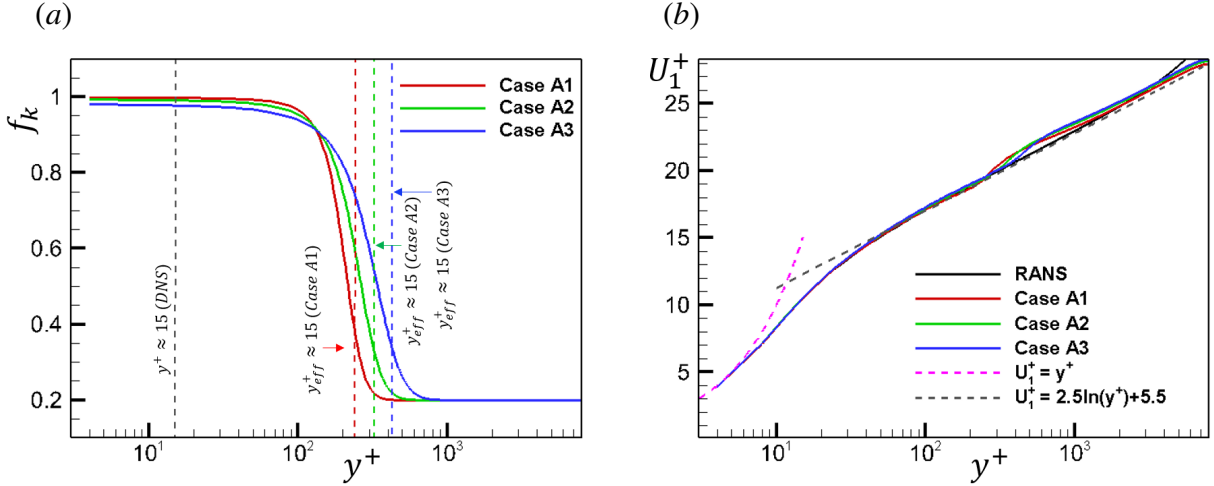 (a)
Case A1
Case A2
Case A3
f_k
1
0.8
0.6
0.4
0.2
y⁺ ≈ 15 (DNS)
y⁺_eff ≈ 15 (Case A1)
y⁺_eff ≈ 15 (Case A2)
y⁺_eff ≈ 15 (Case A3)
10¹ 10² 10³
y⁺
(b)
U₁⁺
25
20
15
10
5
RANS
Case A1
Case A2
Case A3
U₁⁺ = y⁺
U₁⁺ = 2.5ln(y⁺)+5.5
10¹ 10² 10³
y⁺